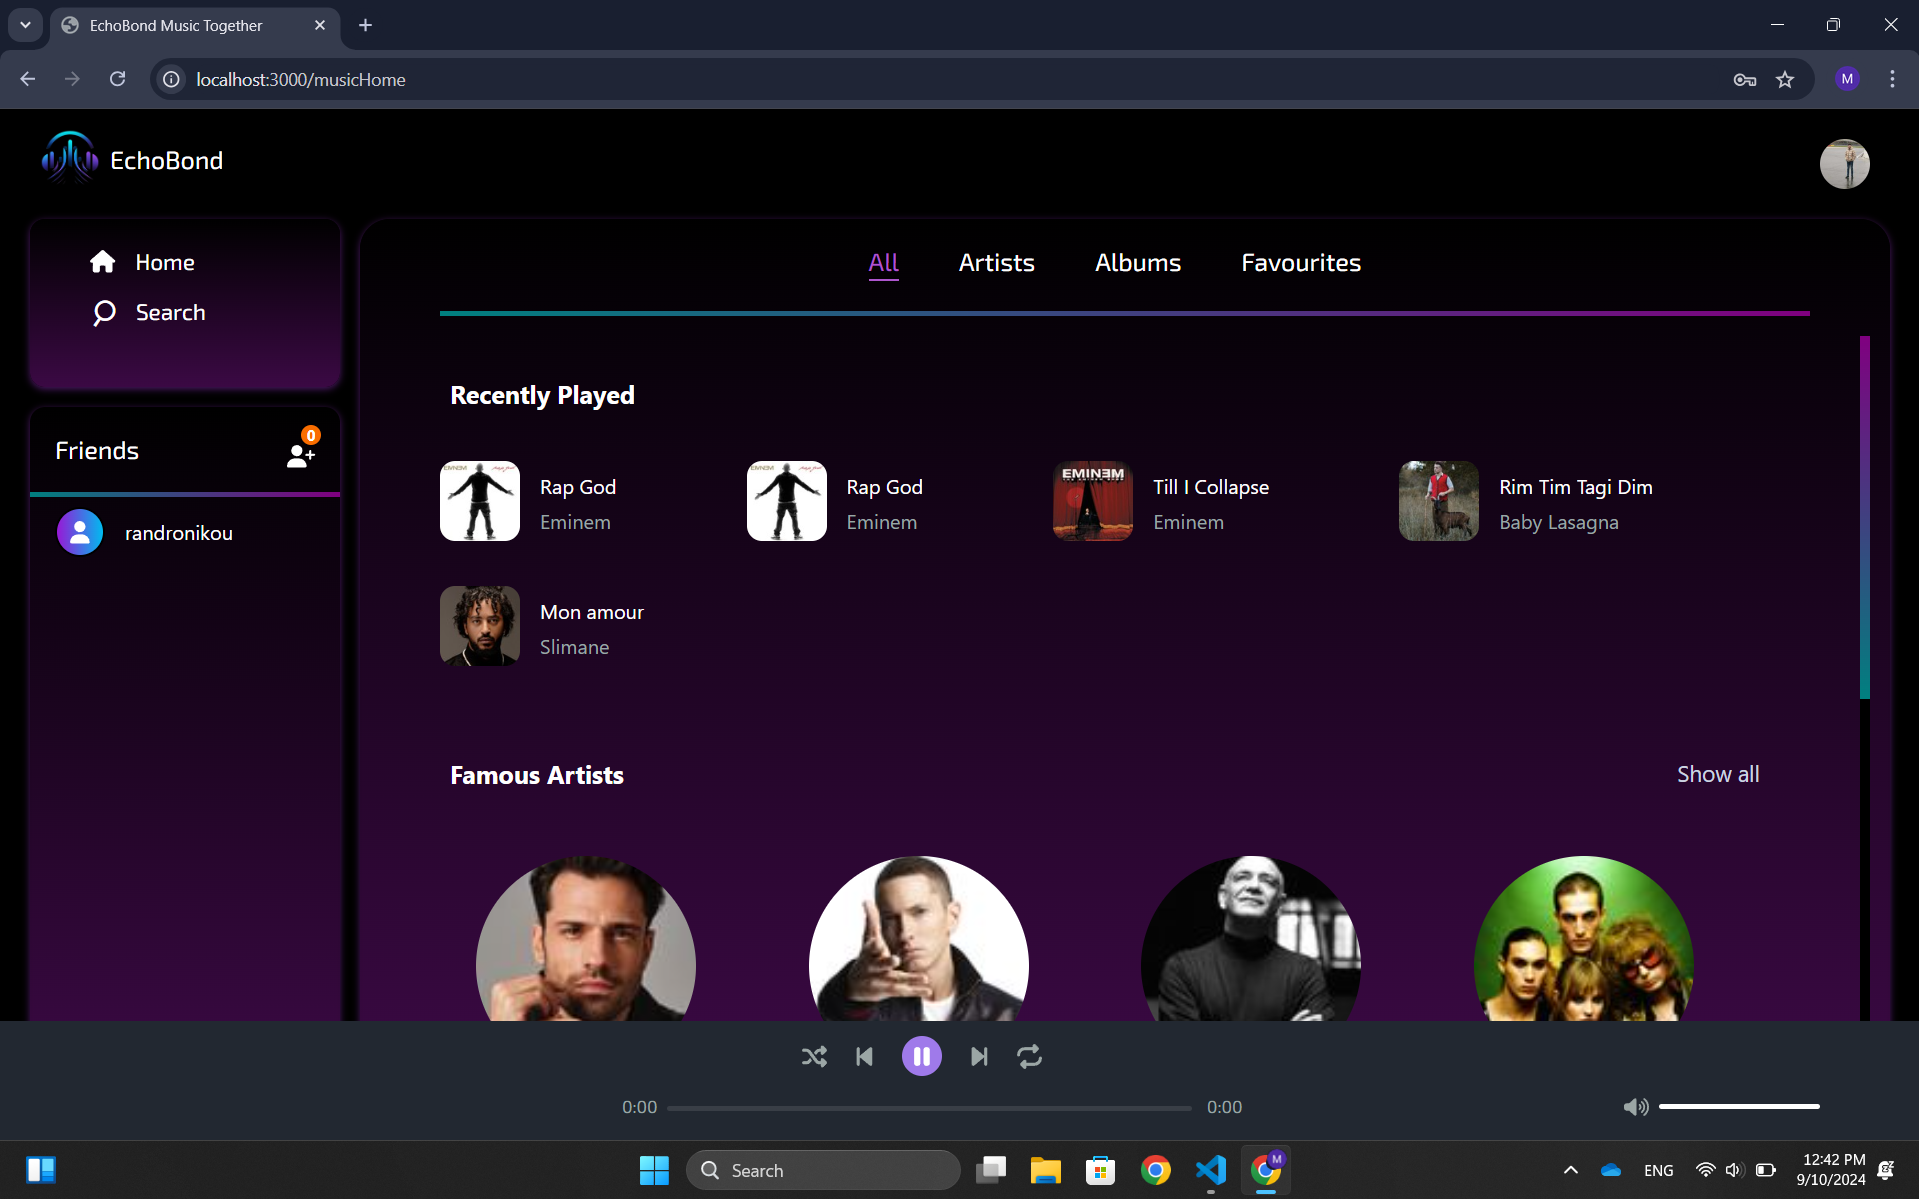 EchoBond Music Together
localhost:3000/musicHome
M
EchoBond
Home
Search
All Artists Albums Favourites
Friends
0
randronikou
Recently Played
Rap God
Eminem
Rap God
Eminem
EMINEM
Till I Collapse
Eminem
Rim Tim Tagi Dim
Baby Lasagna
Mon amour
Slimane
Famous Artists
Show all
0:00
0:00
Search
M
ENG
12:42 PM
9/10/2024